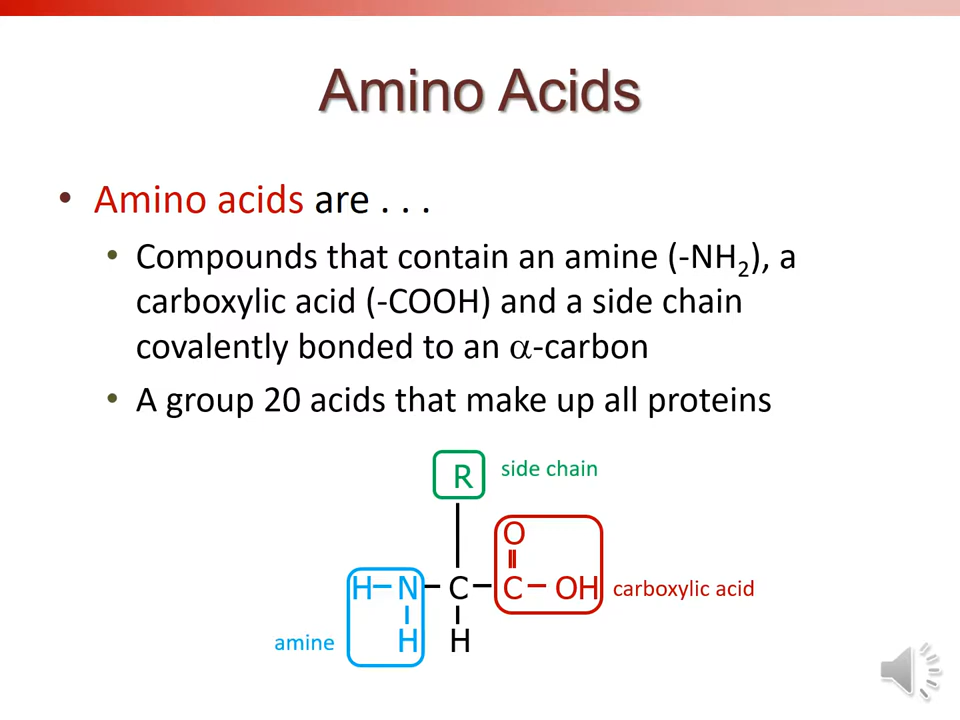 Amino Acids
• Amino acids are . . .
• Compounds that contain an amine (-NH₂), a
carboxylic acid (-COOH) and a side chain
covalently bonded to an α-carbon
• A group 20 acids that make up all proteins
R side chain
O
H N C C OH carboxylic acid
amine H H